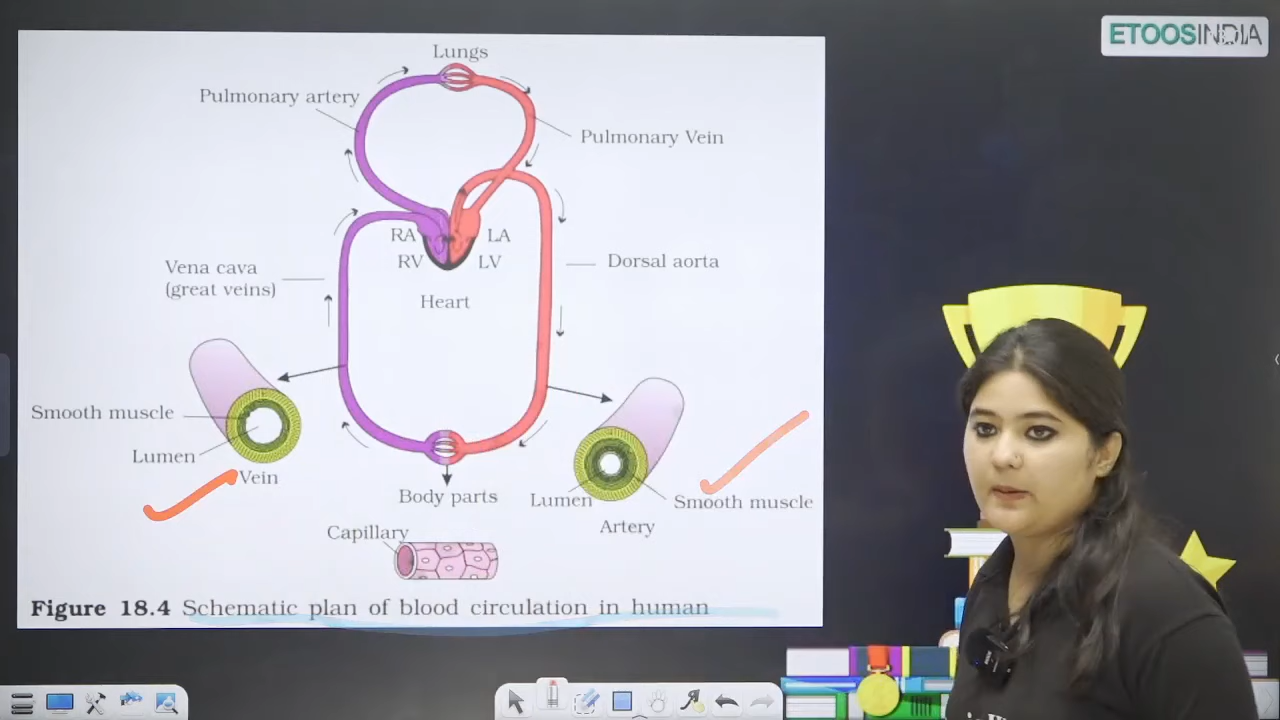 ETOOSINDIA
Lungs
Pulmonary artery
Pulmonary Vein
RA
LA
RV
LV
Vena cava
(great veins)
Dorsal aorta
Heart
Smooth muscle
Lumen
Vein
Body parts
Lumen
Smooth muscle
Artery
Capillary
Figure 18.4 Schematic plan of blood circulation in human